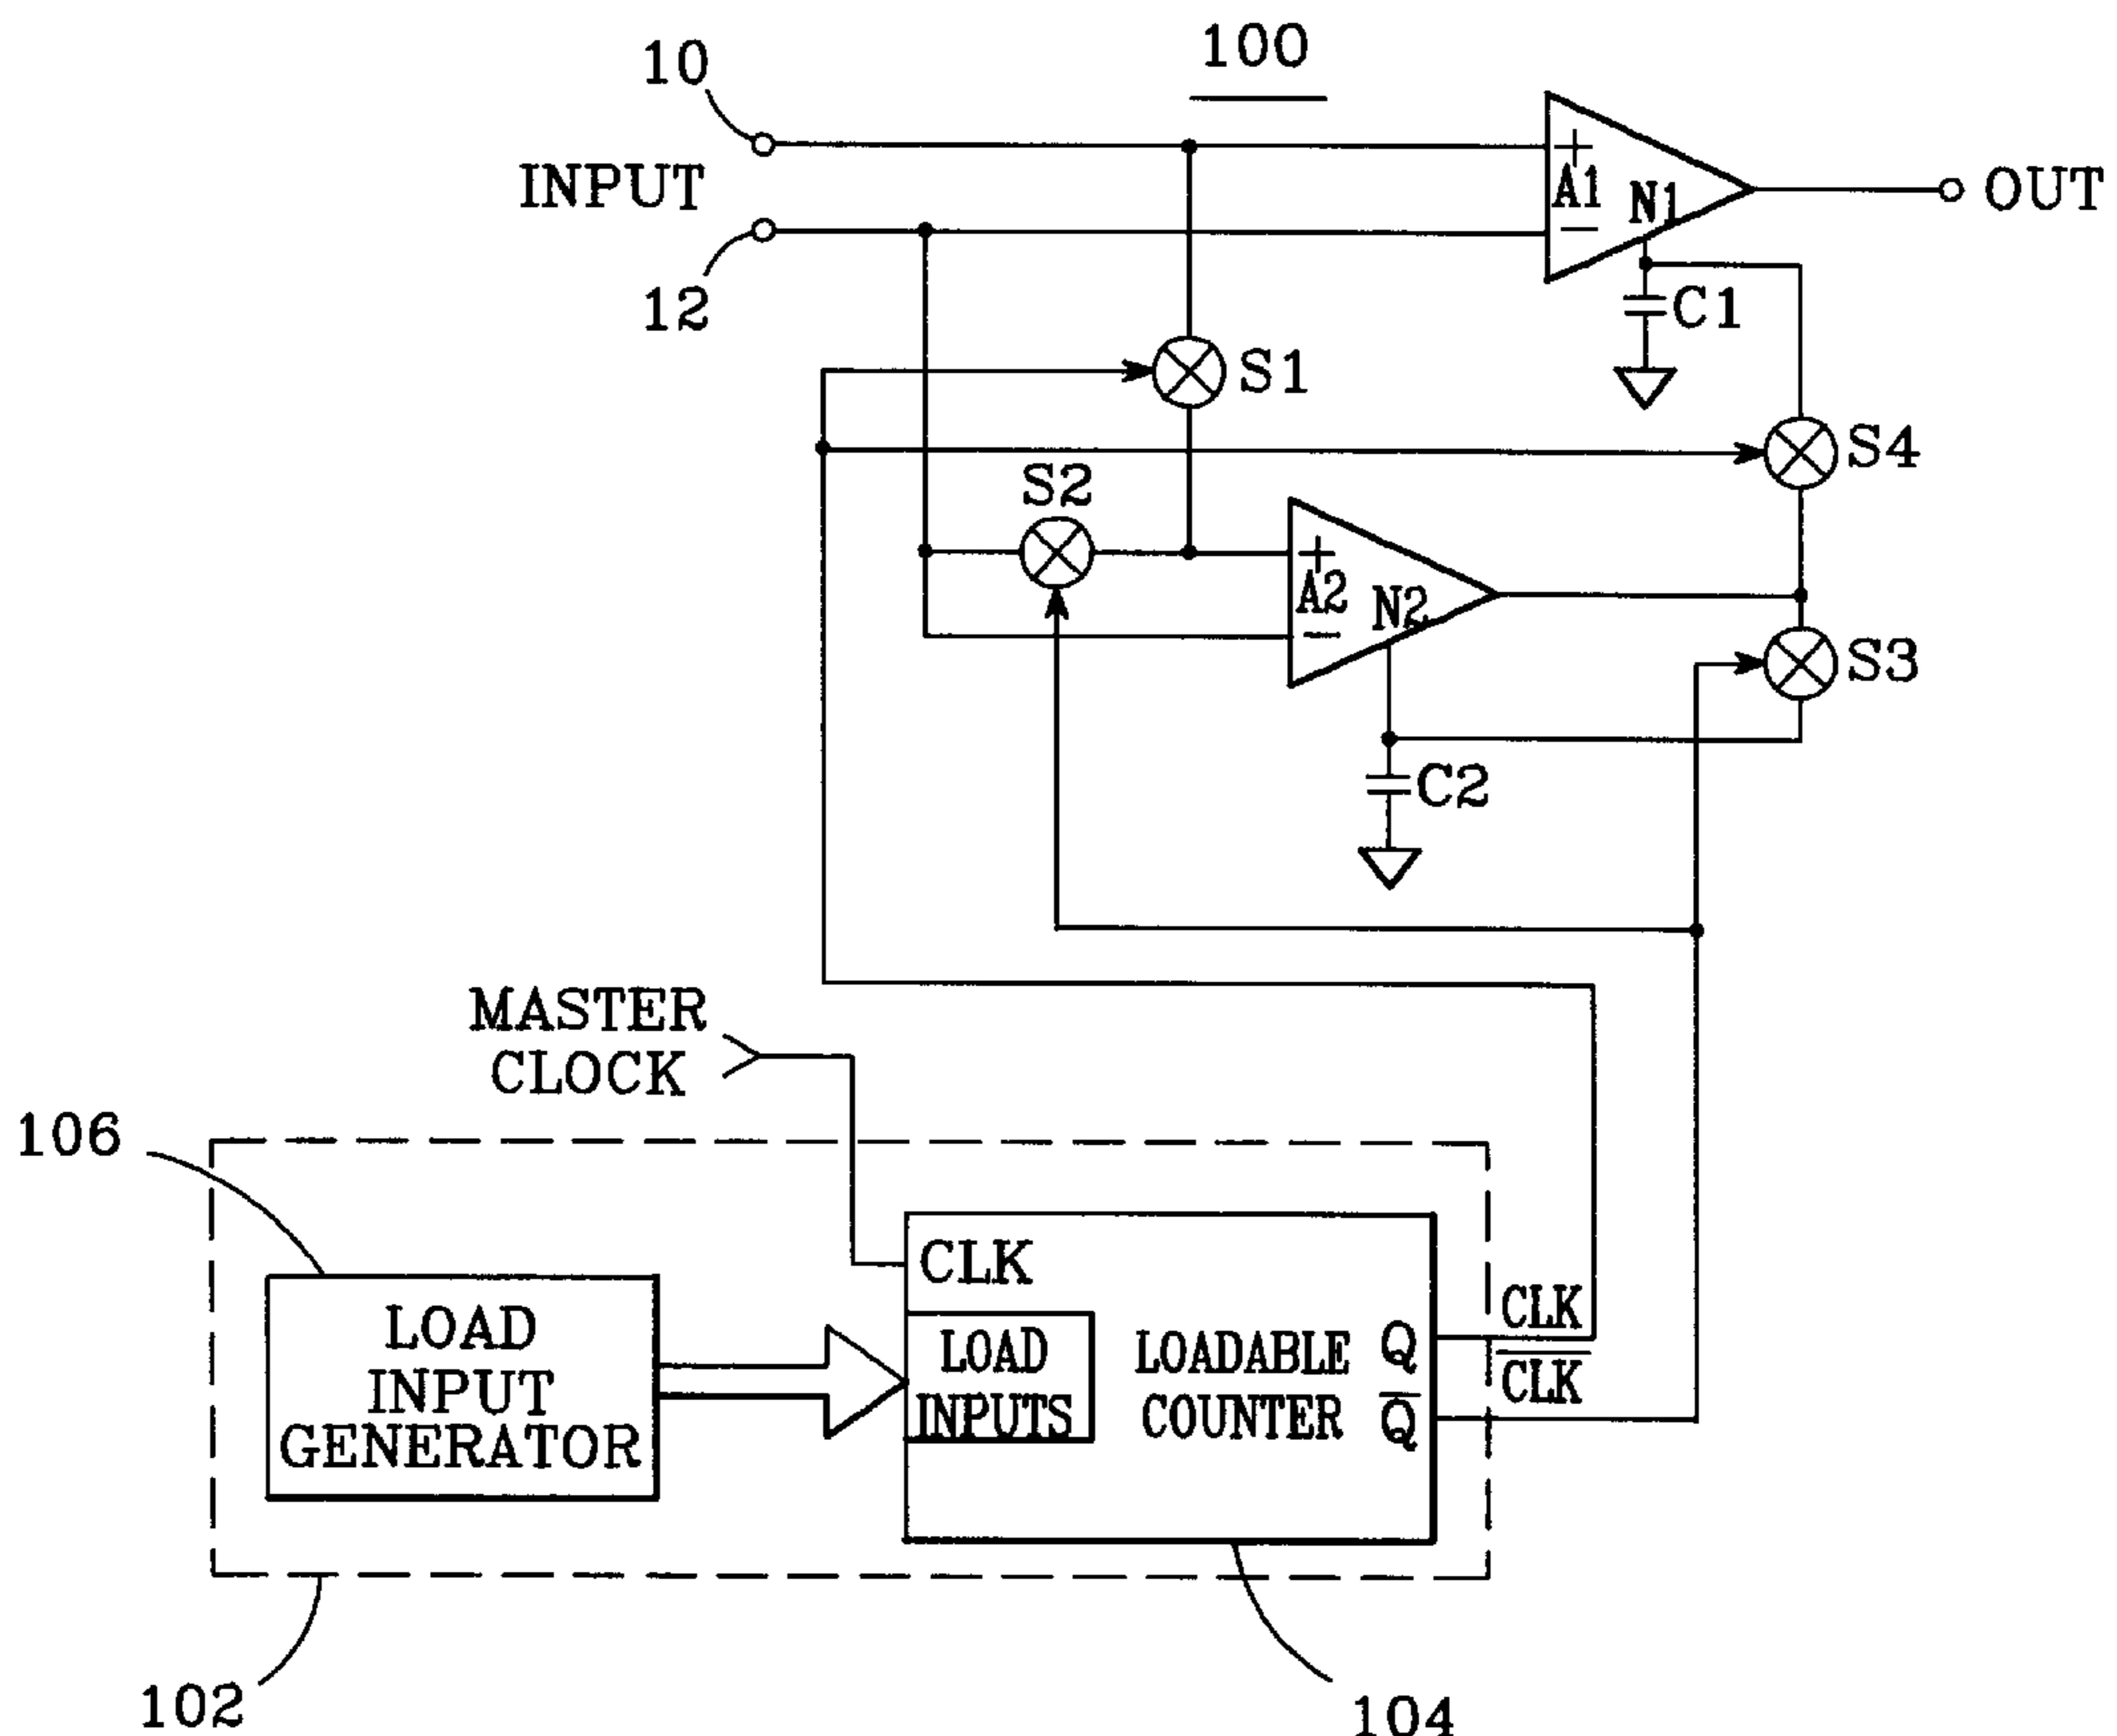 100
10
INPUT
12
+
A1
N1
−
OUT
C1
S1
S4
S2
+
A2
N2
−
S3
C2
MASTER
CLOCK
106
CLK
LOAD
INPUT
GENERATOR
LOAD
INPUTS
LOADABLE
COUNTER
Q
Q̅
CLK
C̅L̅K̅
102
104